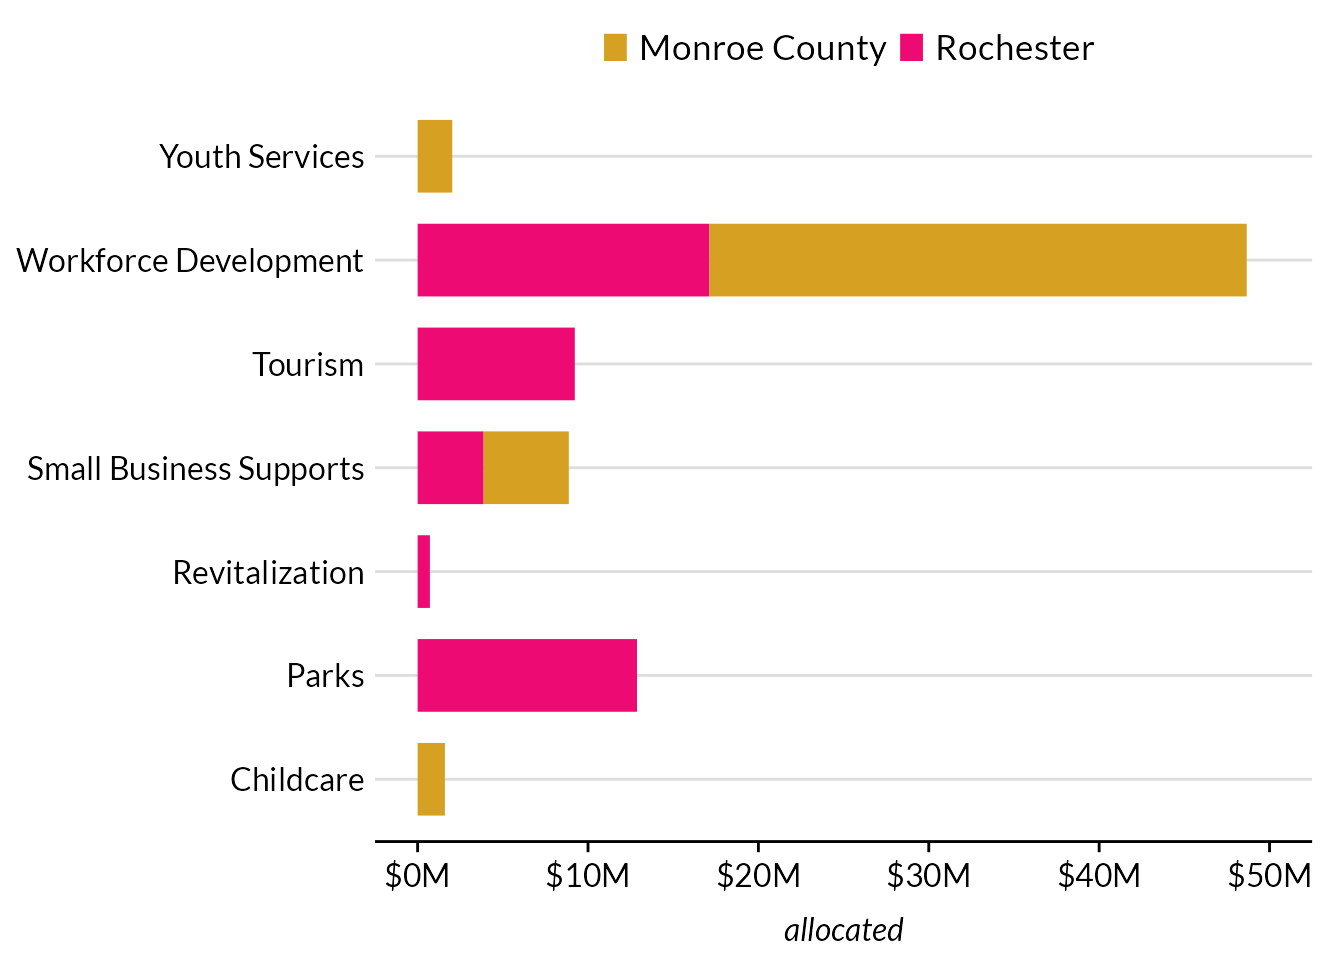 Monroe County Rochester
Youth Services
Workforce Development
Tourism
Small Business Supports
Revitalization
Parks
Childcare
$0M $10M $20M $30M $40M $50M
allocated